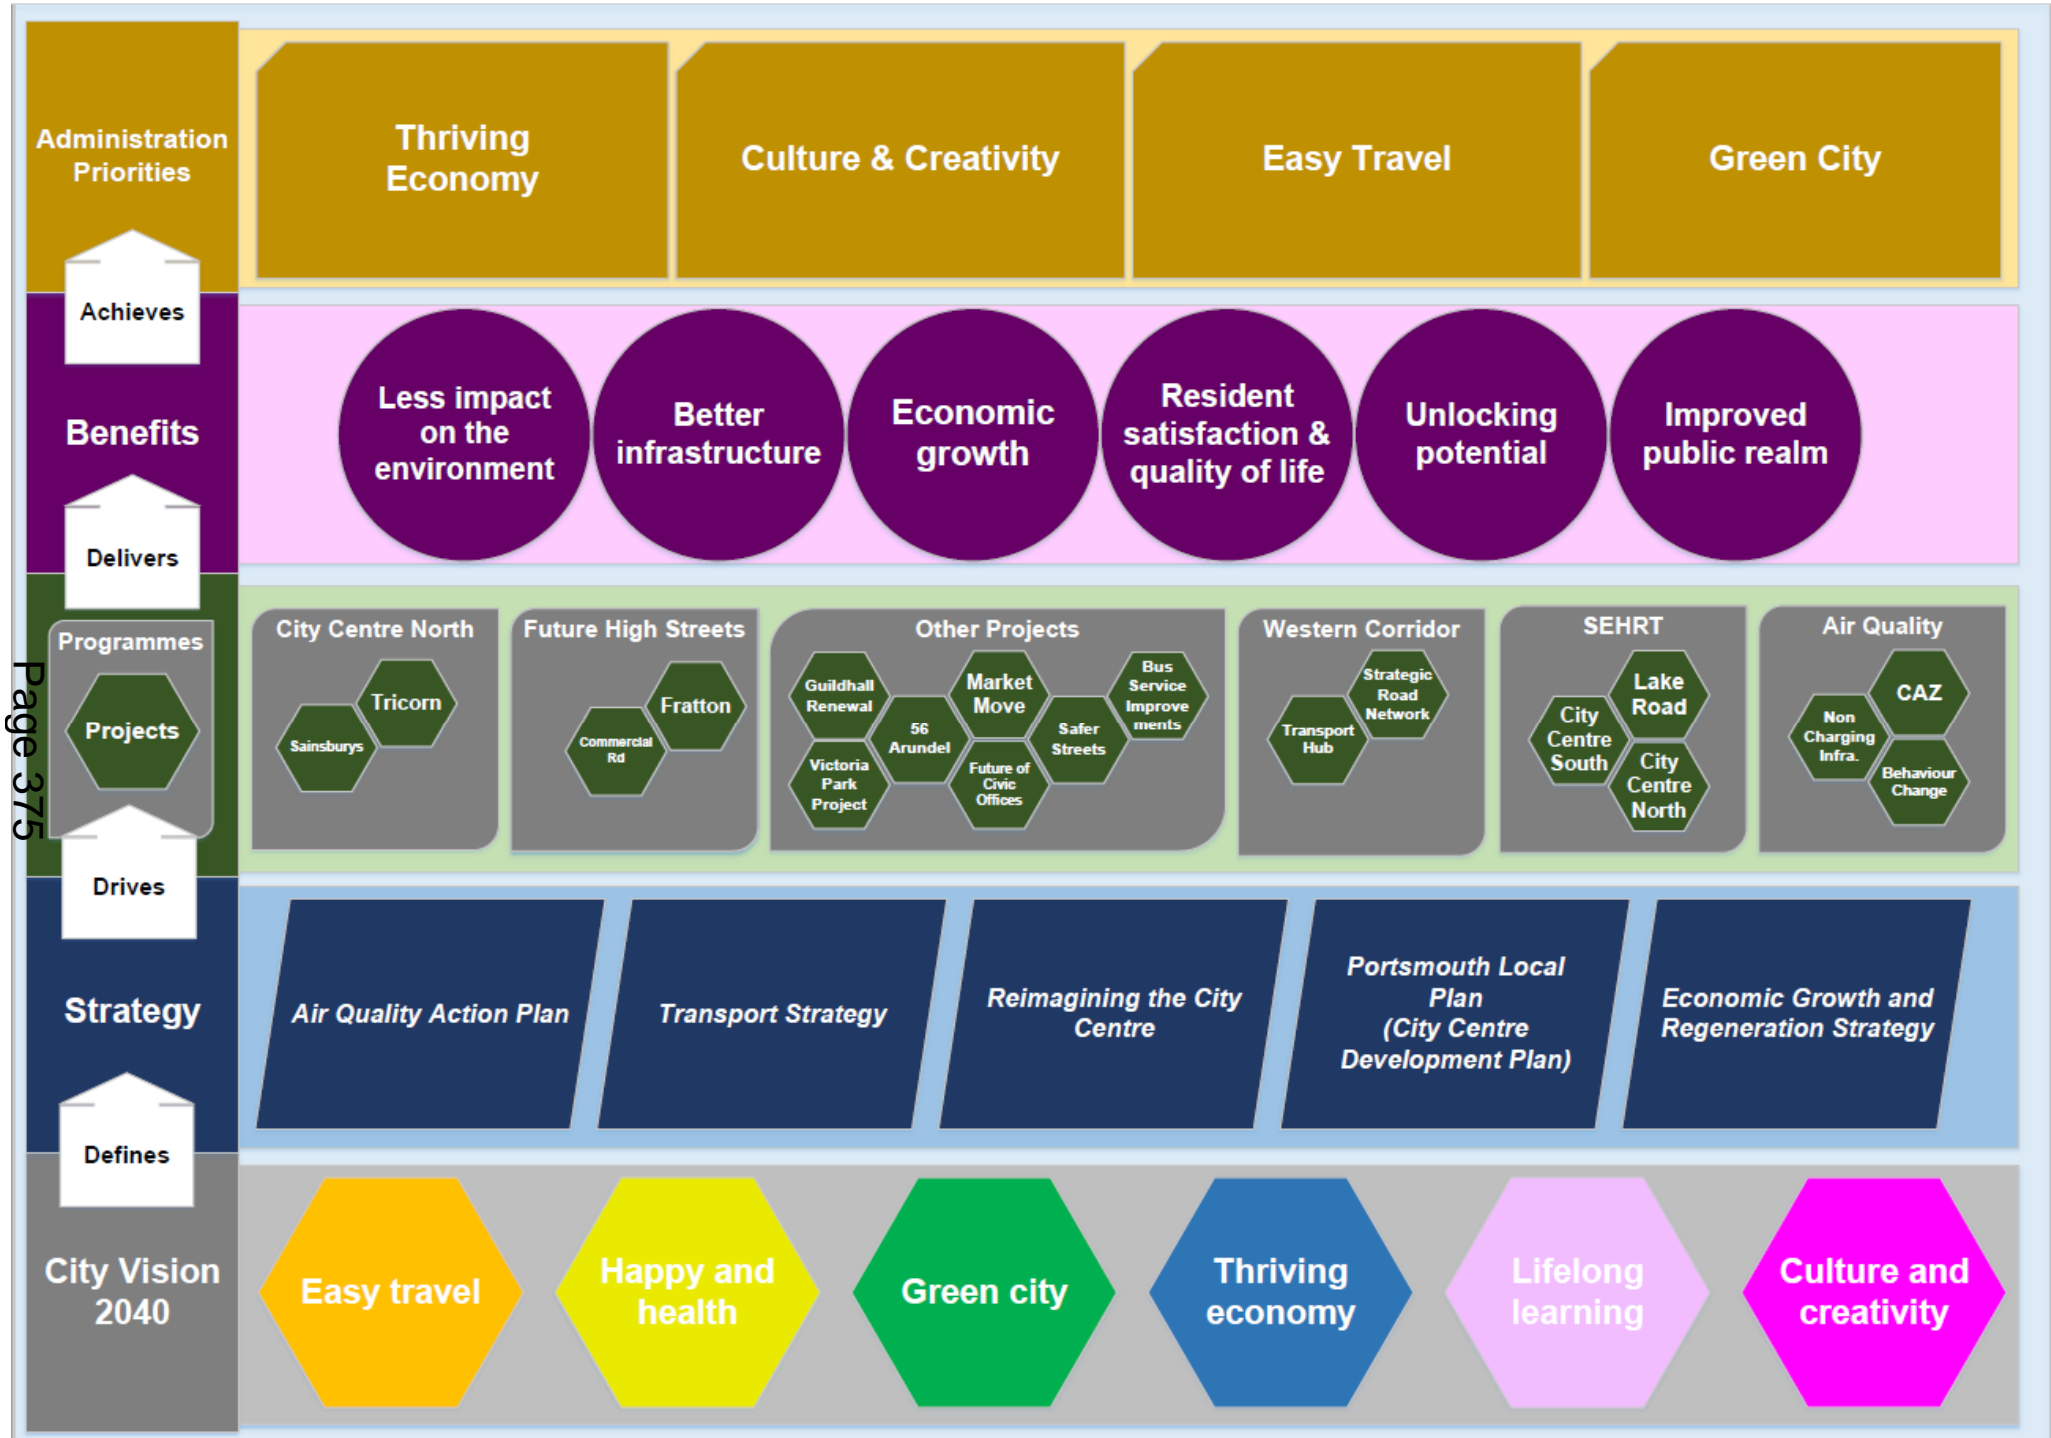 Administration
Priorities
Thriving
Economy
Culture & Creativity
Easy Travel
Green City
Achieves
Benefits
Less impact
on the
environment
Better
infrastructure
Economic
growth
Resident
satisfaction &
quality of life
Unlocking
potential
Improved
public realm
Delivers
Programmes
Projects
City Centre North
Sainsburys
Tricorn
Future High Streets
Commercial
Rd
Fratton
Other Projects
Guildhall
Renewal
Victoria
Park
Project
56
Arundel
Market
Move
Future of
Civic
Offices
Safer
Streets
Bus
Service
Improve
ments
Western Corridor
Transport
Hub
Strategic
Road
Network
SEHRT
City
Centre
South
Lake
Road
City
Centre
North
Air Quality
Non
Charging
Infra.
CAZ
Behaviour
Change
Page 375
Drives
Strategy
Air Quality Action Plan
Transport Strategy
Reimagining the City
Centre
Portsmouth Local
Plan
(City Centre
Development Plan)
Economic Growth and
Regeneration Strategy
Defines
City Vision
2040
Easy travel
Happy and
health
Green city
Thriving
economy
Lifelong
learning
Culture and
creativity